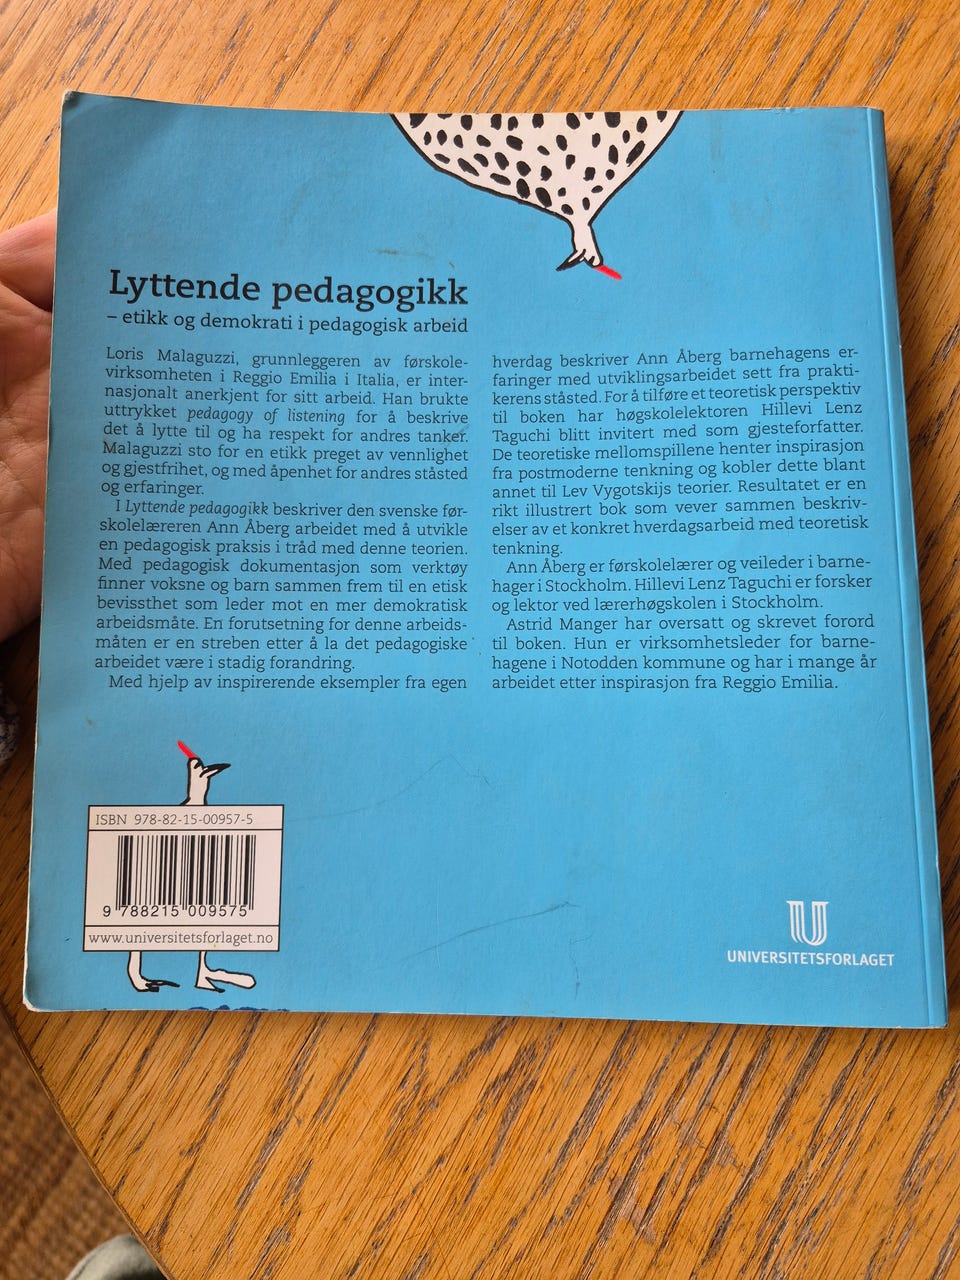 Lyttende pedagogikk
– etikk og demokrati i pedagogisk arbeid
Loris Malaguzzi, grunnleggeren av førskole-
virksomheten i Reggio Emilia i Italia, er inter-
nasjonalt anerkjent for sitt arbeid. Han brukte
uttrykket pedagogy of listening for å beskrive
det å lytte til og ha respekt for andres tanker.
Malaguzzi sto for en etikk preget av vennlighet
og gjestfrihet, og med åpenhet for andres ståsted
og erfaringer.
I Lyttende pedagogikk beskriver den svenske før-
skolelæreren Ann Åberg arbeidet med å utvikle
en pedagogisk praksis i tråd med denne teorien.
Med pedagogisk dokumentasjon som verktøy
finner voksne og barn sammen frem til en etisk
bevissthet som leder mot en mer demokratisk
arbeidsmåte. En forutsetning for denne arbeids-
måten er en streben etter å la det pedagogiske
arbeidet være i stadig forandring.
Med hjelp av inspirerende eksempler fra egen
hverdag beskriver Ann Åberg barnehagens er-
faringer med utviklingsarbeidet sett fra prakti-
kerens ståsted. For å tilføre et teoretisk perspektiv
til boken har høgskolelektoren Hillevi Lenz
Taguchi blitt invitert med som gjesteforfatter.
De teoretiske mellomspillene henter inspirasjon
fra postmoderne tenkning og kobler dette blant
annet til Lev Vygotskijs teorier. Resultatet er en
rikt illustrert bok som vever sammen beskriv-
elser av et konkret hverdagsarbeid med teoretisk
tenkning.
Ann Åberg er førskolelærer og veileder i barne-
hager i Stockholm. Hillevi Lenz Taguchi er forsker
og lektor ved lærerhøgskolen i Stockholm.
Astrid Manger har oversatt og skrevet forord
til boken. Hun er virksomhetsleder for barne-
hagene i Notodden kommune og har i mange år
arbeidet etter inspirasjon fra Reggio Emilia.
ISBN 978-82-15-00957-5
9 788215 009575
www.universitetsforlaget.no
UNIVERSITETSFORLAGET